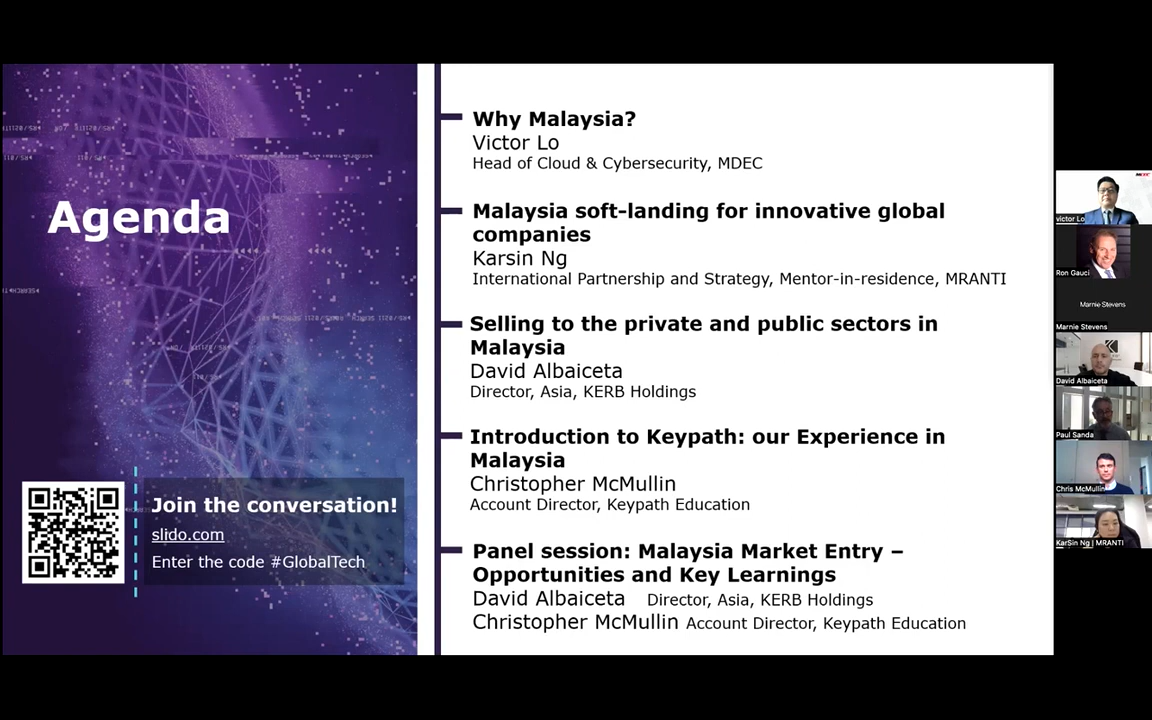 Agenda
Join the conversation!
slido.com
Enter the code #GlobalTech
Why Malaysia?
Victor Lo
Head of Cloud & Cybersecurity, MDEC
Malaysia soft-landing for innovative global
companies
Karsin Ng
International Partnership and Strategy, Mentor-in-residence, MRANTI
Selling to the private and public sectors in
Malaysia
David Albaiceta
Director, Asia, KERB Holdings
Introduction to Keypath: our Experience in
Malaysia
Christopher McMullin
Account Director, Keypath Education
Panel session: Malaysia Market Entry –
Opportunities and Key Learnings
David Albaiceta Director, Asia, KERB Holdings
Christopher McMullin Account Director, Keypath Education
victor Lo
Ron Gauci
Marnie Stevens
Marnie Stevens
David Albaiceta
Paul Sanda
Chris McMullin
KarSin Ng | MRANTI